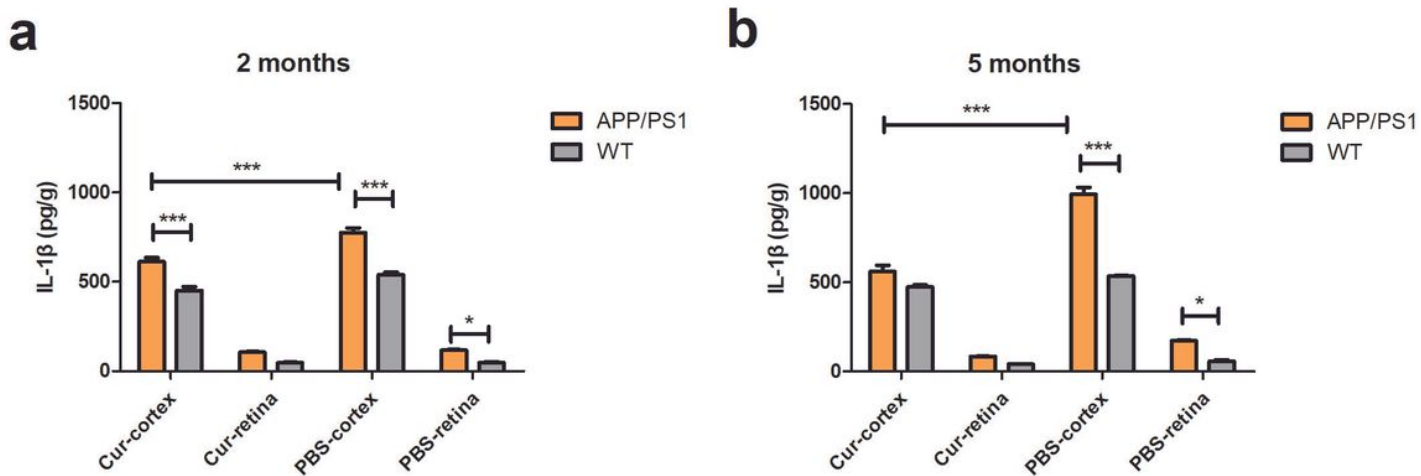 a
2 months
IL-1β (pg/g)
1500
1000
500
0
***
***
***
*
Cur-cortex
Cur-retina
PBS-cortex
PBS-retina
APP/PS1
WT
b
5 months
IL-1β (pg/g)
1500
1000
500
0
***
***
*
Cur-cortex
Cur-retina
PBS-cortex
PBS-retina
APP/PS1
WT